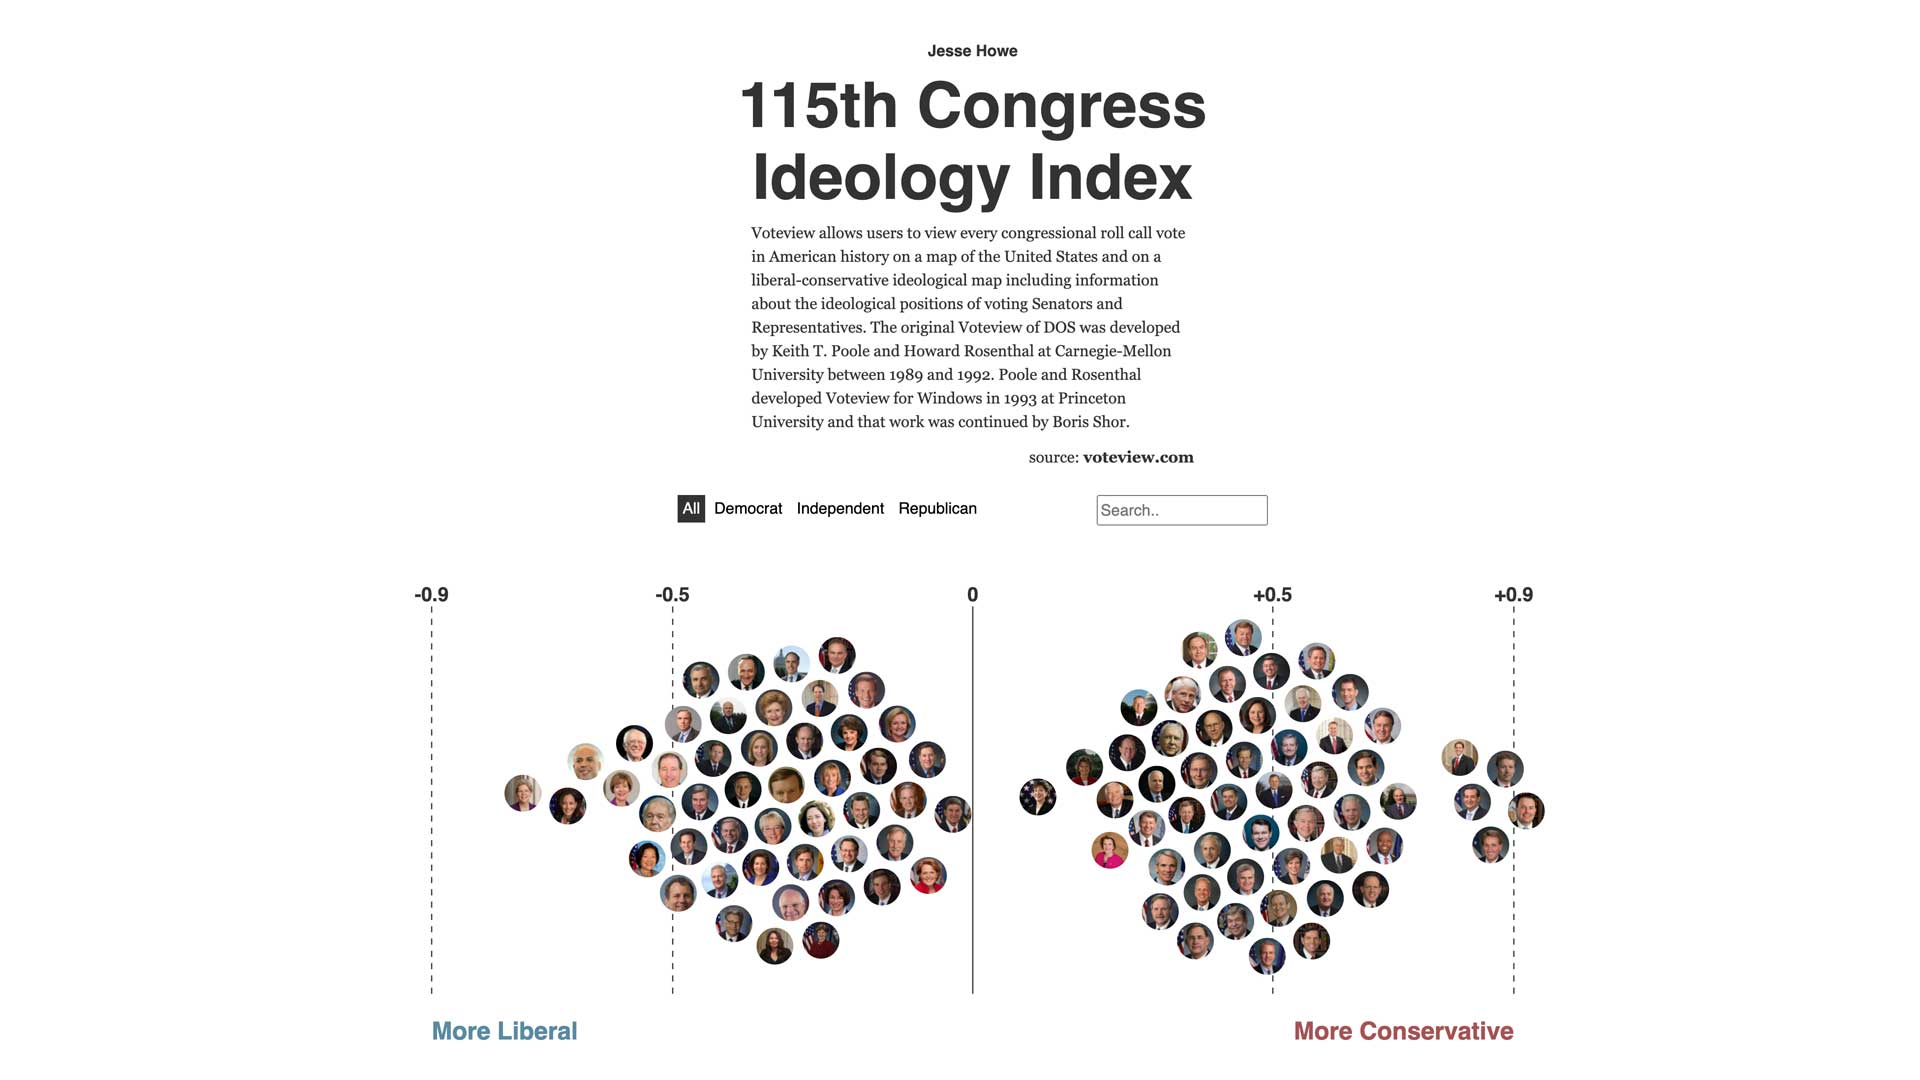 Jesse Howe
115th Congress
Ideology Index
Voteview allows users to view every congressional roll call vote
in American history on a map of the United States and on a
liberal-conservative ideological map including information
about the ideological positions of voting Senators and
Representatives. The original Voteview of DOS was developed
by Keith T. Poole and Howard Rosenthal at Carnegie-Mellon
University between 1989 and 1992. Poole and Rosenthal
developed Voteview for Windows in 1993 at Princeton
University and that work was continued by Boris Shor.
source: voteview.com
All Democrat Independent Republican Search..
-0.9 -0.5 0 +0.5 +0.9
More Liberal More Conservative